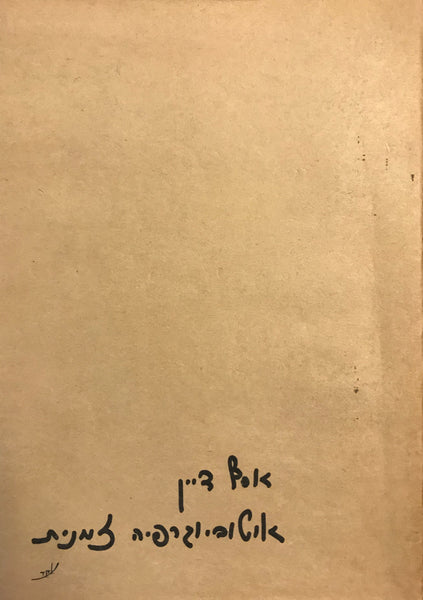 אסף דיין
אוטוביוגרפיה זמנית